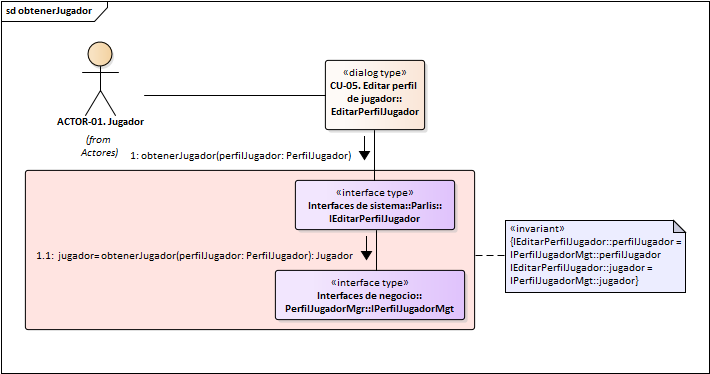 sd obtenerJugador
«dialog type»
CU-05. Editar perfil
de jugador::
EditarPerfilJugador
ACTOR-01. Jugador
(from
Actores)
1: obtenerJugador(perfilJugador: PerfilJugador)
«interface type»
Interfaces de sistema::Parlis::
IEditarPerfilJugador
1.1: jugador= obtenerJugador(perfilJugador: PerfilJugador): Jugador
«interface type»
Interfaces de negocio::
PerfilJugadorMgr::IPerfilJugadorMgt
«invariant»
{IEditarPerfilJugador::perfilJugador =
IPerfilJugadorMgt::perfilJugador
IEditarPerfilJugador::jugador =
IPerfilJugadorMgt::jugador}